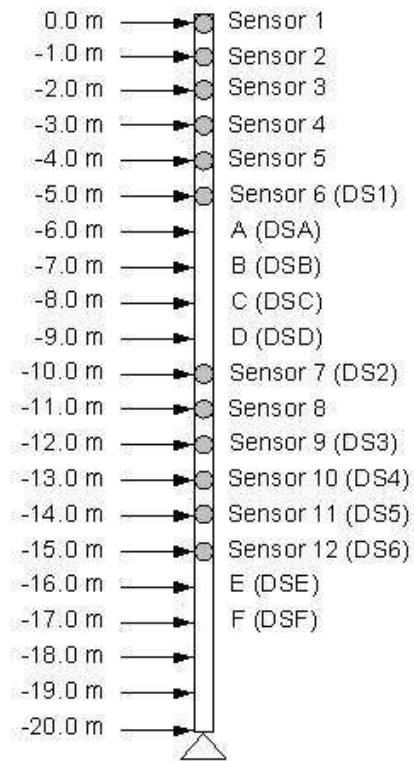 0.0 m Sensor 1
-1.0 m Sensor 2
-2.0 m Sensor 3
-3.0 m Sensor 4
-4.0 m Sensor 5
-5.0 m Sensor 6 (DS1)
-6.0 m A (DSA)
-7.0 m B (DSB)
-8.0 m C (DSC)
-9.0 m D (DSD)
-10.0 m Sensor 7 (DS2)
-11.0 m Sensor 8
-12.0 m Sensor 9 (DS3)
-13.0 m Sensor 10 (DS4)
-14.0 m Sensor 11 (DS5)
-15.0 m Sensor 12 (DS6)
-16.0 m E (DSE)
-17.0 m F (DSF)
-18.0 m
-19.0 m
-20.0 m